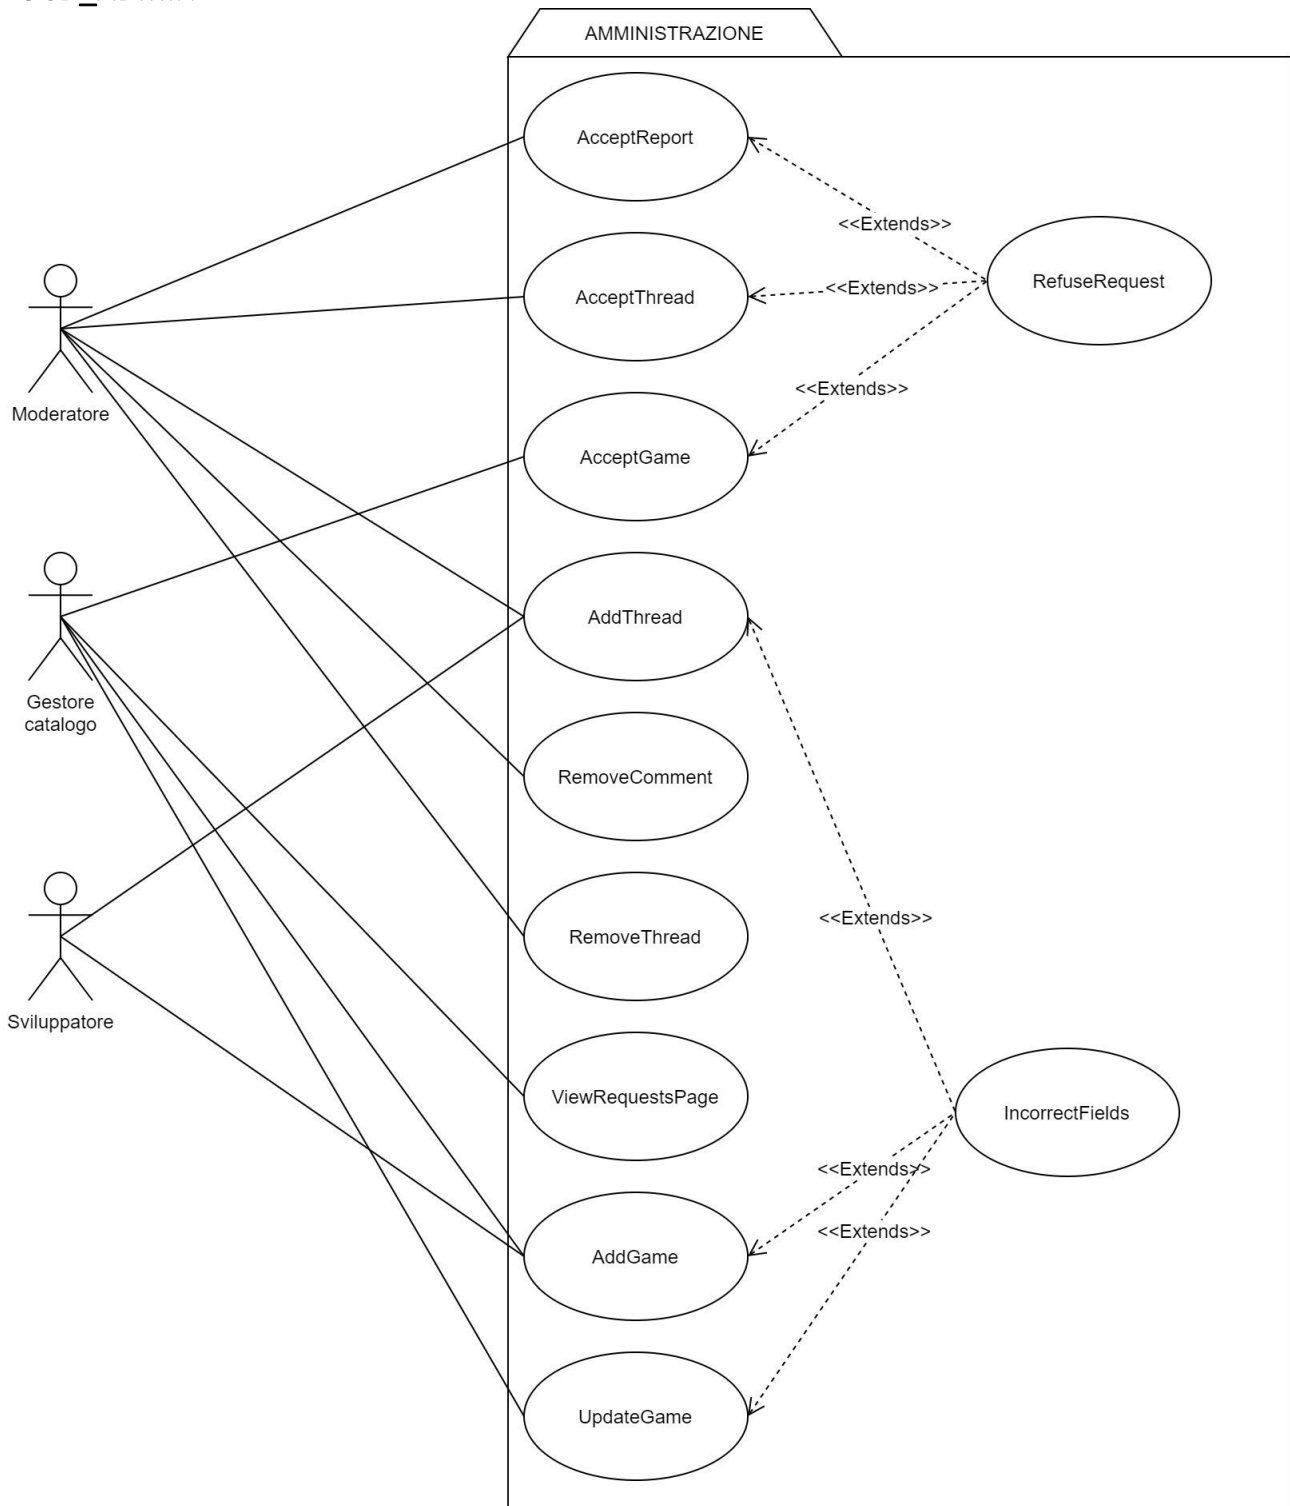 AMMINISTRAZIONE
AcceptReport
<<Extends>>
RefuseRequest
AcceptThread
<<Extends>>
Moderatore
<<Extends>>
AcceptGame
AddThread
Gestore
catalogo
RemoveComment
<<Extends>>
RemoveThread
Sviluppatore
ViewRequestsPage
IncorrectFields
<<Extends>>
<<Extends>>
AddGame
UpdateGame